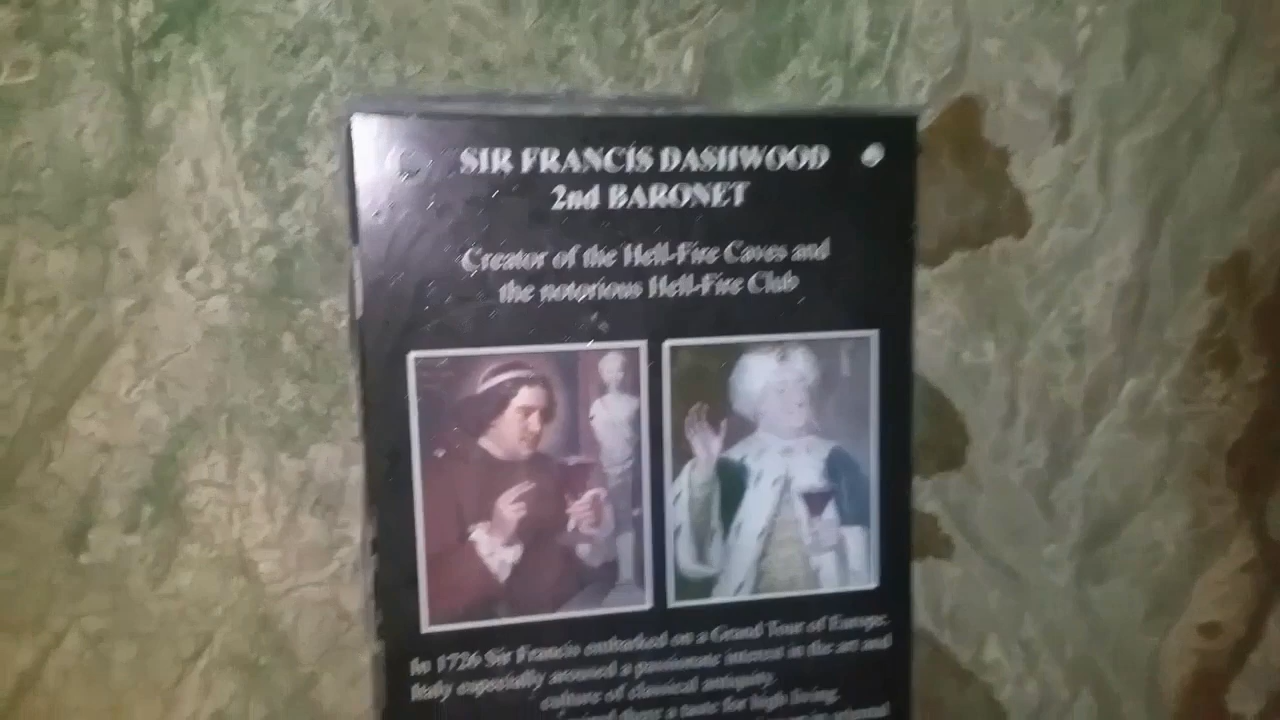 SIR FRANCIS DASHWOOD
2nd BARONET
Creator of the Hell-Fire Caves and
the notorious Hell-Fire Club
In 1726 Sir Francis embarked on a Grand Tour of Europe.
Italy especially aroused a passionate interest in the art and
culture of classical antiquity.
there a taste for high living.